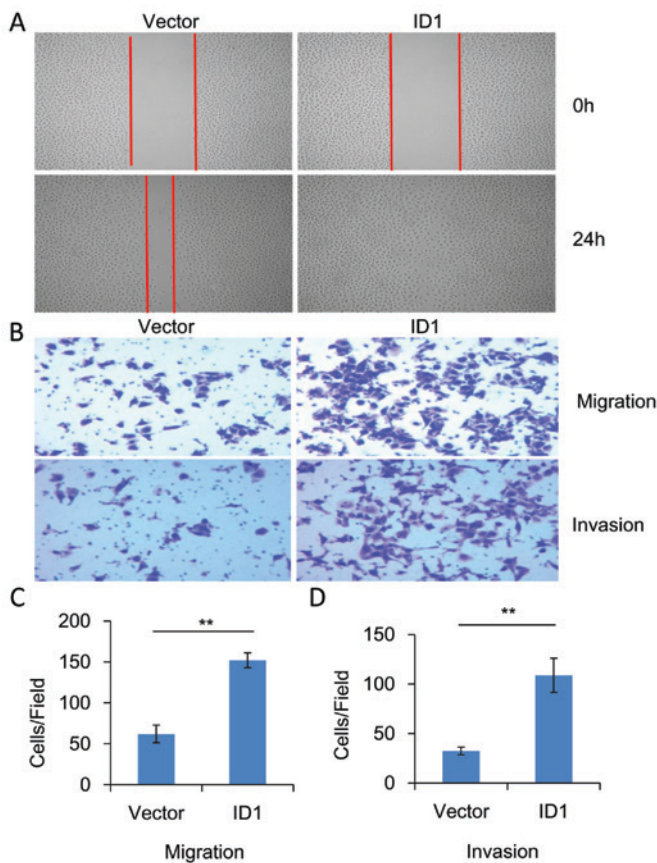 A
Vector
ID1
0h
24h
B
Vector
ID1
Migration
Invasion
C
200
150
100
50
0
Cells/Field
**
Vector
ID1
Migration
D
150
100
50
0
Cells/Field
**
Vector
ID1
Invasion